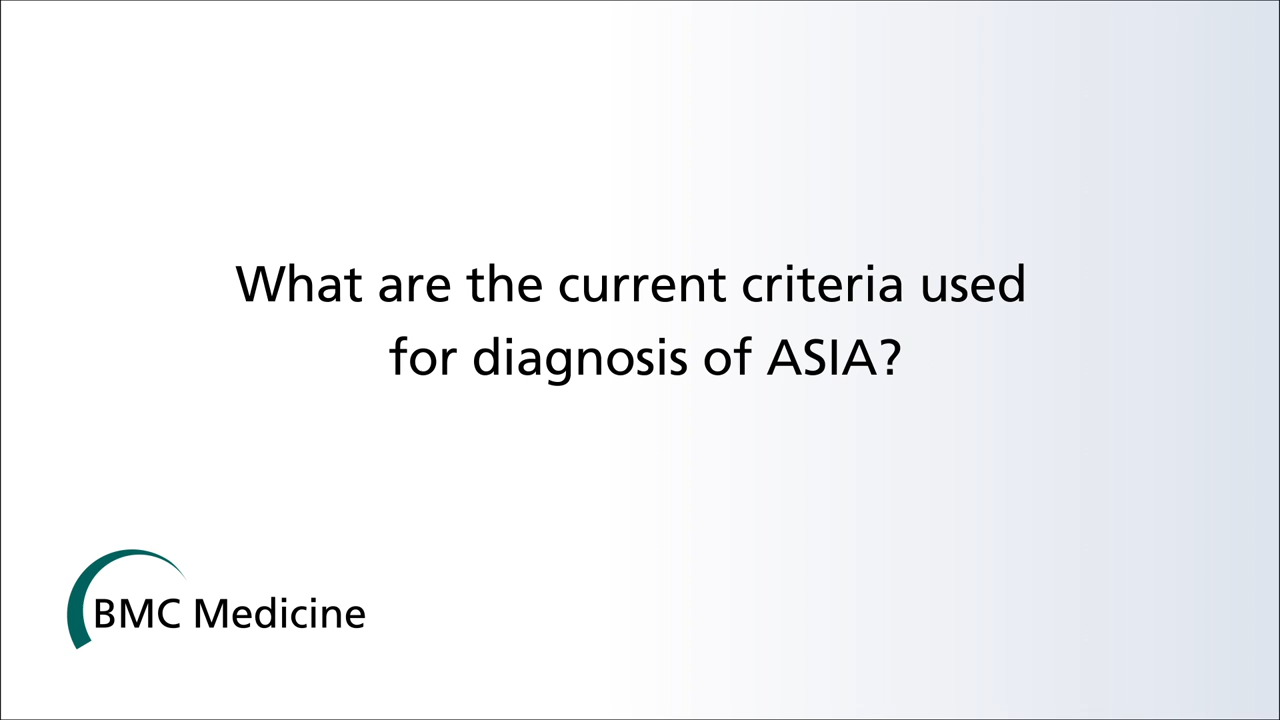 What are the current criteria used
for diagnosis of ASIA?
BMC Medicine